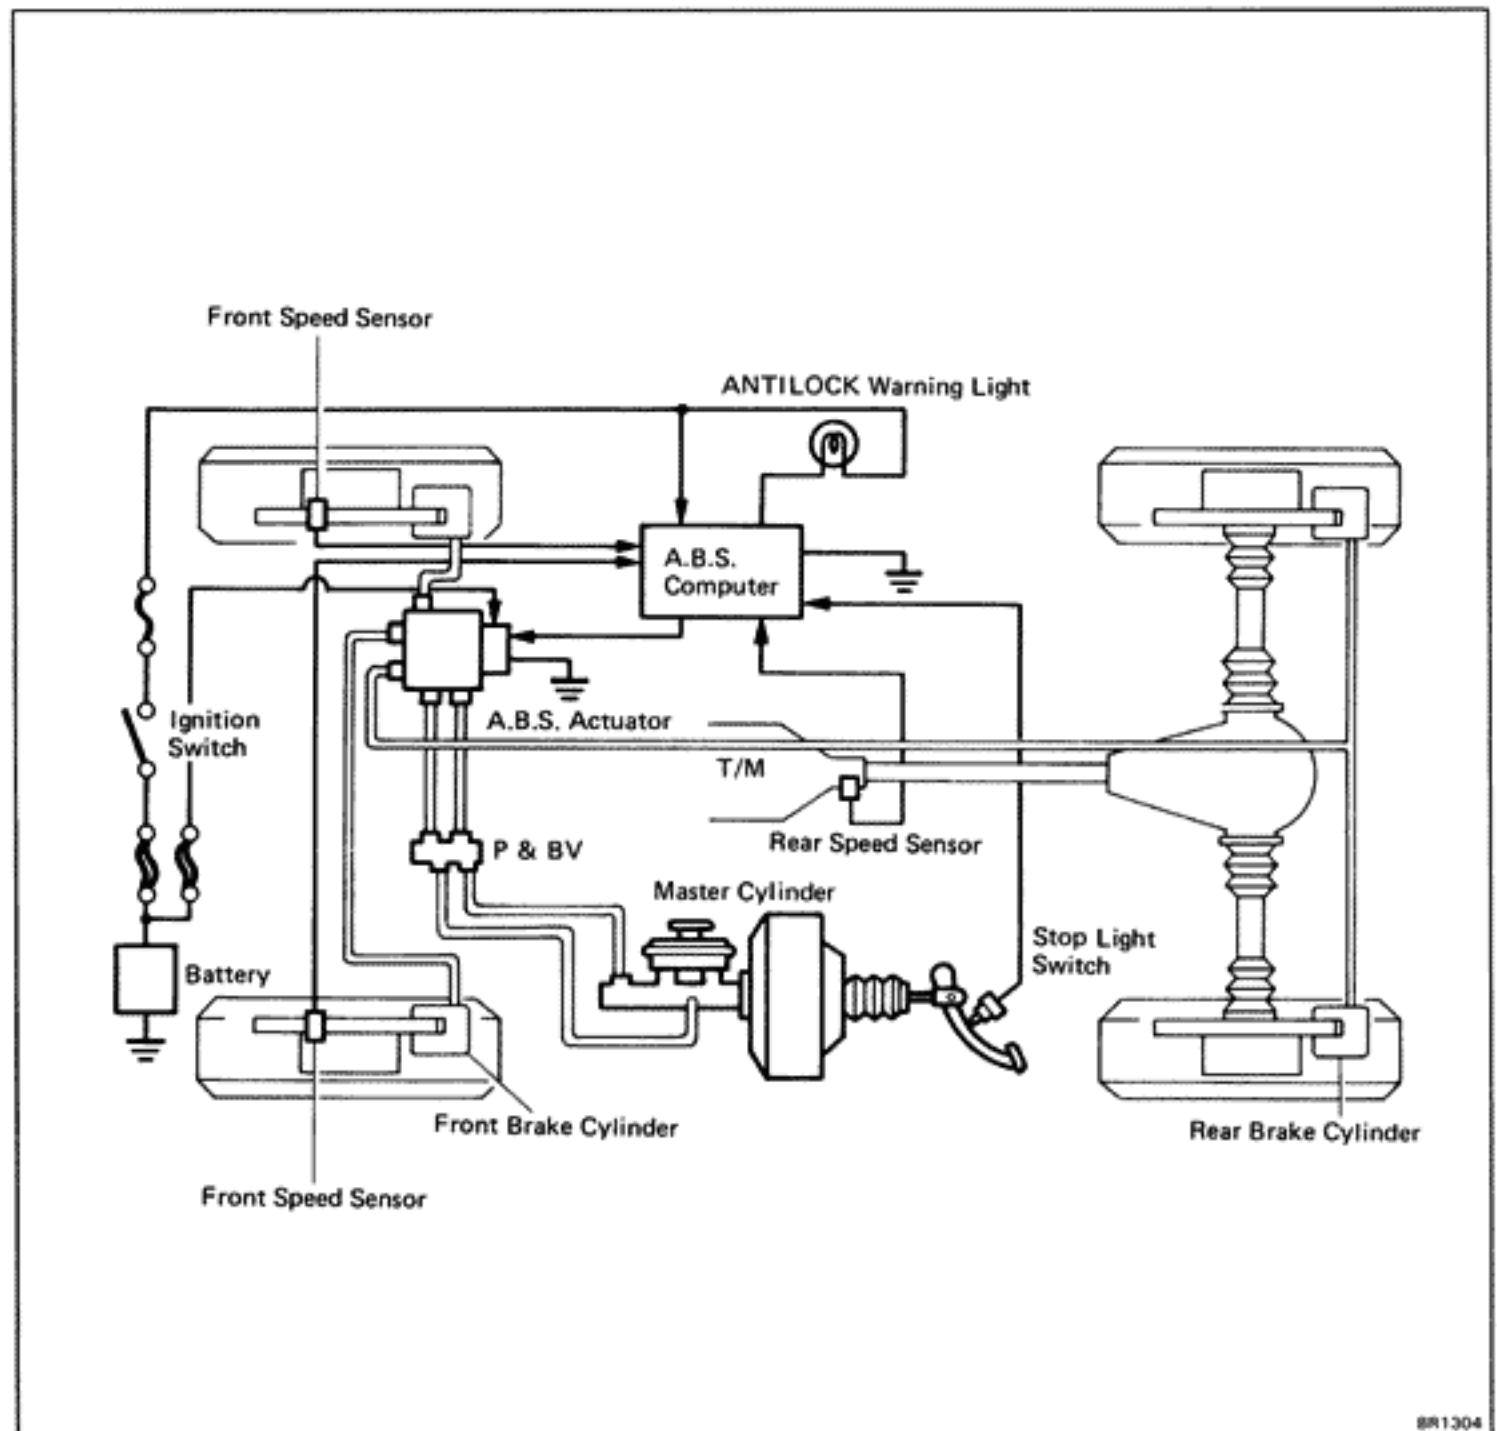 Front Speed Sensor
ANTILOCK Warning Light
A.B.S.
Computer
Ignition
Switch
A.B.S. Actuator
T/M
Rear Speed Sensor
P & BV
Master Cylinder
Stop Light
Switch
Battery
Front Brake Cylinder
Rear Brake Cylinder
Front Speed Sensor
BR1304